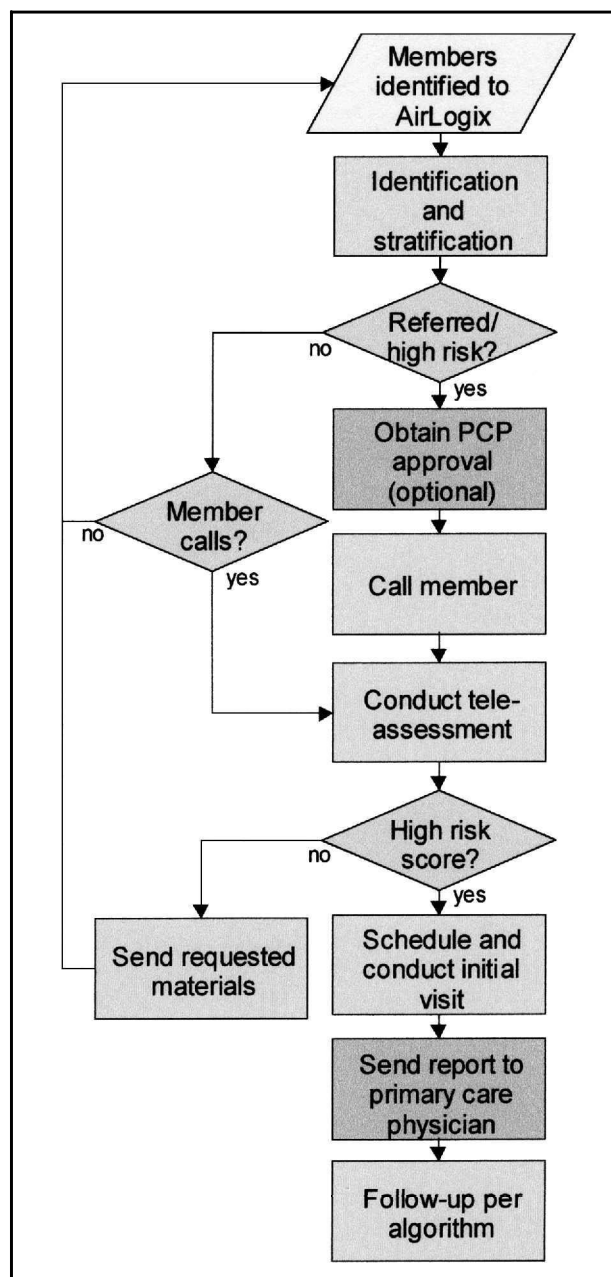 Members
identified to
AirLogix
Identification
and
stratification
Referred/
high risk?
no
yes
Obtain PCP
approval
(optional)
Member
calls?
no
yes
Call member
Conduct tele-
assessment
High risk
score?
no
yes
Send requested
materials
Schedule and
conduct initial
visit
Send report to
primary care
physician
Follow-up per
algorithm